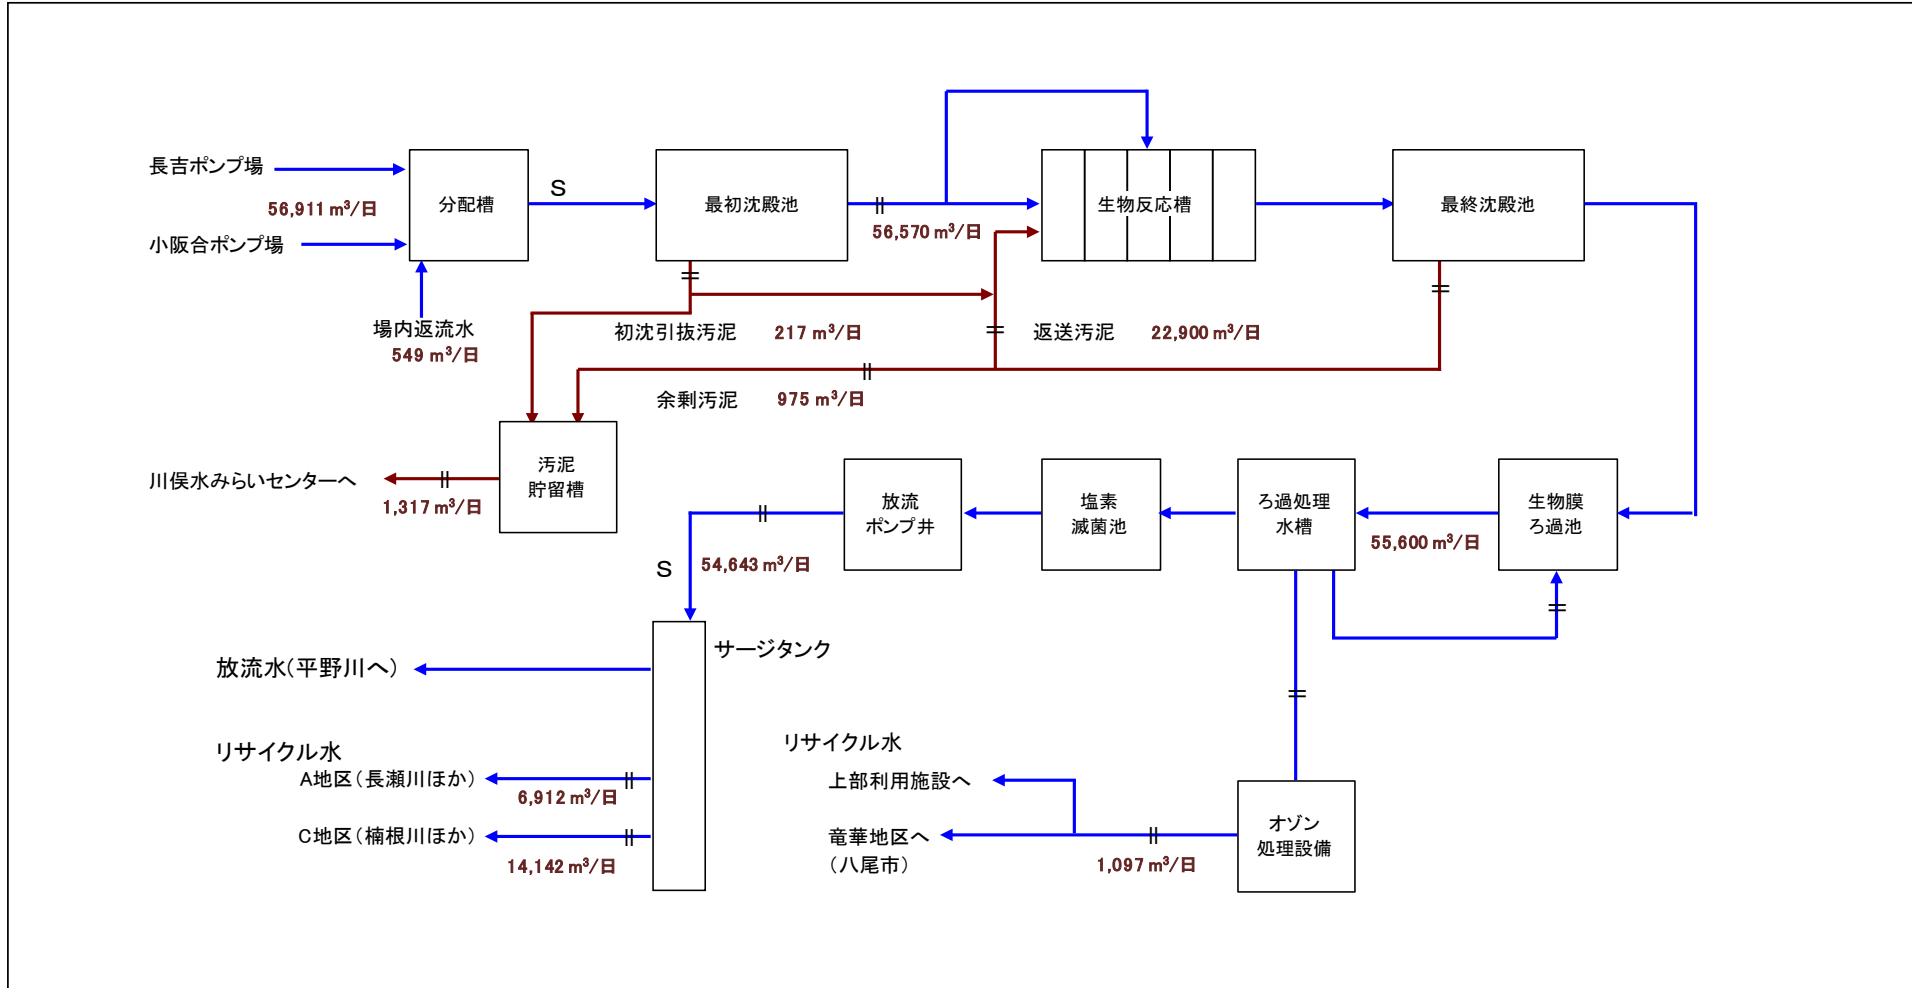 長吉ポンプ場
56,911 m³/日
小阪合ポンプ場
分配槽
S
最初沈殿池
56,570 m³/日
生物反応槽
最終沈殿池
場内返流水
549 m³/日
初沈引抜汚泥 217 m³/日
返送汚泥 22,900 m³/日
余剰汚泥 975 m³/日
汚泥
貯留槽
川俣水みらいセンターへ
1,317 m³/日
放流
ポンプ井
塩素
滅菌池
ろ過処理
水槽
55,600 m³/日
生物膜
ろ過池
S
54,643 m³/日
サージタンク
放流水(平野川へ)
リサイクル水
A地区(長瀬川ほか)
6,912 m³/日
C地区(楠根川ほか)
14,142 m³/日
リサイクル水
上部利用施設へ
竜華地区へ
(八尾市)
1,097 m³/日
オゾン
処理設備